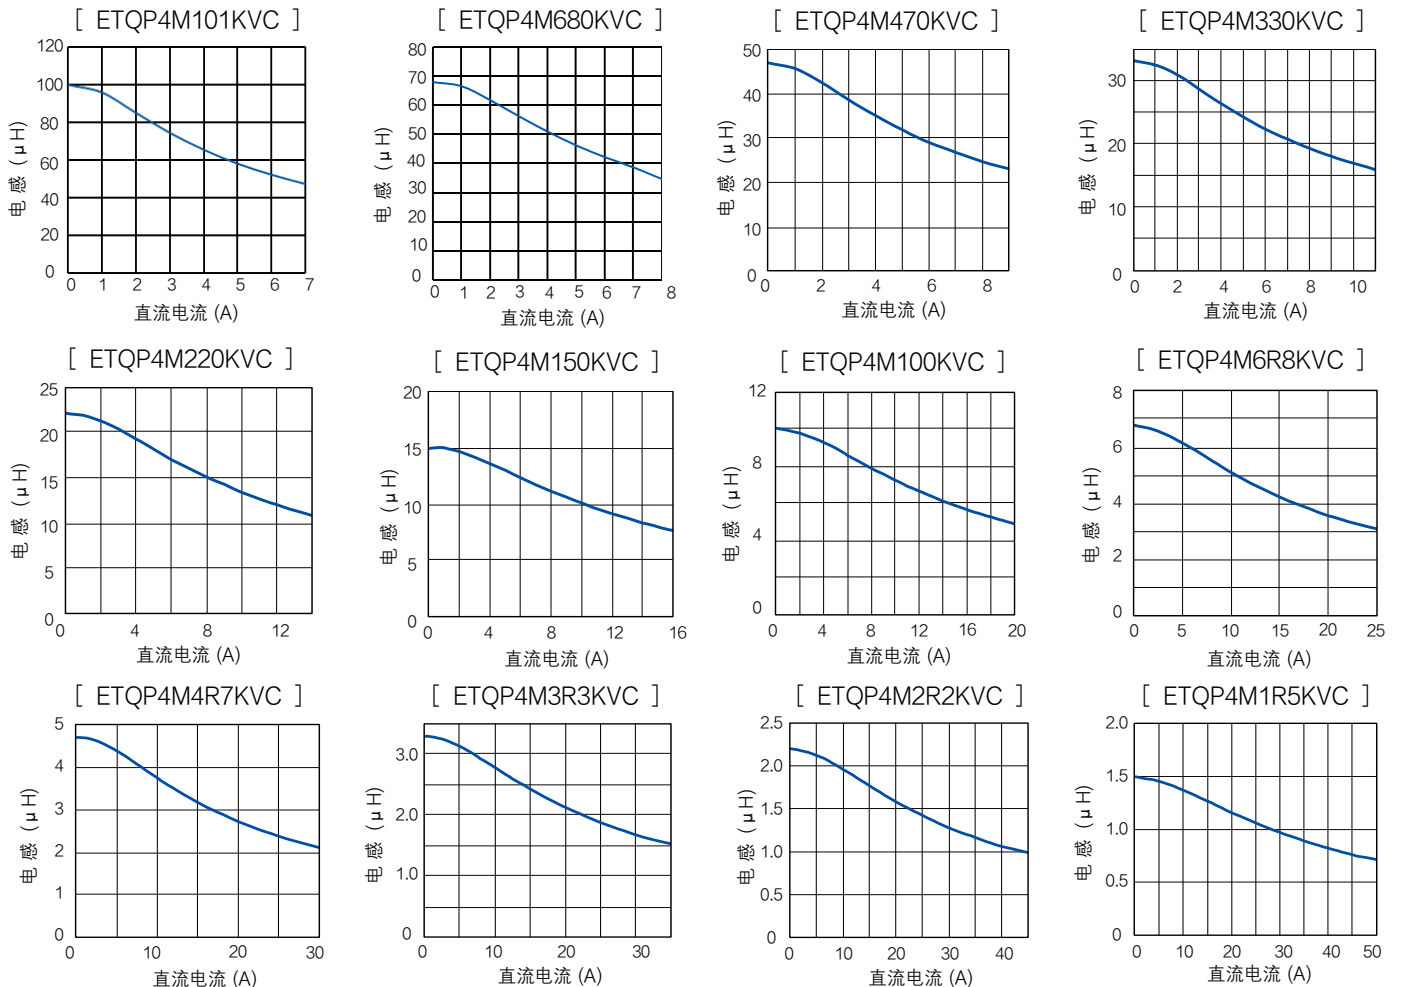 [ ETQP4M101KVC ]
120
100
80
60
40
20
0
电感 (μH)
0 1 2 3 4 5 6 7
直流电流 (A)
[ ETQP4M680KVC ]
80
70
60
50
40
30
20
10
0
电感 (μH)
0 1 2 3 4 5 6 7 8
直流电流 (A)
[ ETQP4M470KVC ]
50
40
30
20
10
0
电感 (μH)
0 2 4 6 8
直流电流 (A)
[ ETQP4M330KVC ]
30
20
10
0
电感 (μH)
0 2 4 6 8 10
直流电流 (A)
[ ETQP4M220KVC ]
25
20
15
10
5
0
电感 (μH)
0 4 8 12
直流电流 (A)
[ ETQP4M150KVC ]
20
15
10
5
0
电感 (μH)
0 4 8 12 16
直流电流 (A)
[ ETQP4M100KVC ]
12
8
4
0
电感 (μH)
0 4 8 12 16 20
直流电流 (A)
[ ETQP4M6R8KVC ]
8
6
4
2
0
电感 (μH)
0 5 10 15 20 25
直流电流 (A)
[ ETQP4M4R7KVC ]
5
4
3
2
1
0
电感 (μH)
0 10 20 30
直流电流 (A)
[ ETQP4M3R3KVC ]
3.0
2.0
1.0
0
电感 (μH)
0 10 20 30
直流电流 (A)
[ ETQP4M2R2KVC ]
2.5
2.0
1.5
1.0
0.5
0
电感 (μH)
0 10 20 30 40
直流电流 (A)
[ ETQP4M1R5KVC ]
2.0
1.5
1.0
0.5
0
电感 (μH)
0 10 20 30 40 50
直流电流 (A)